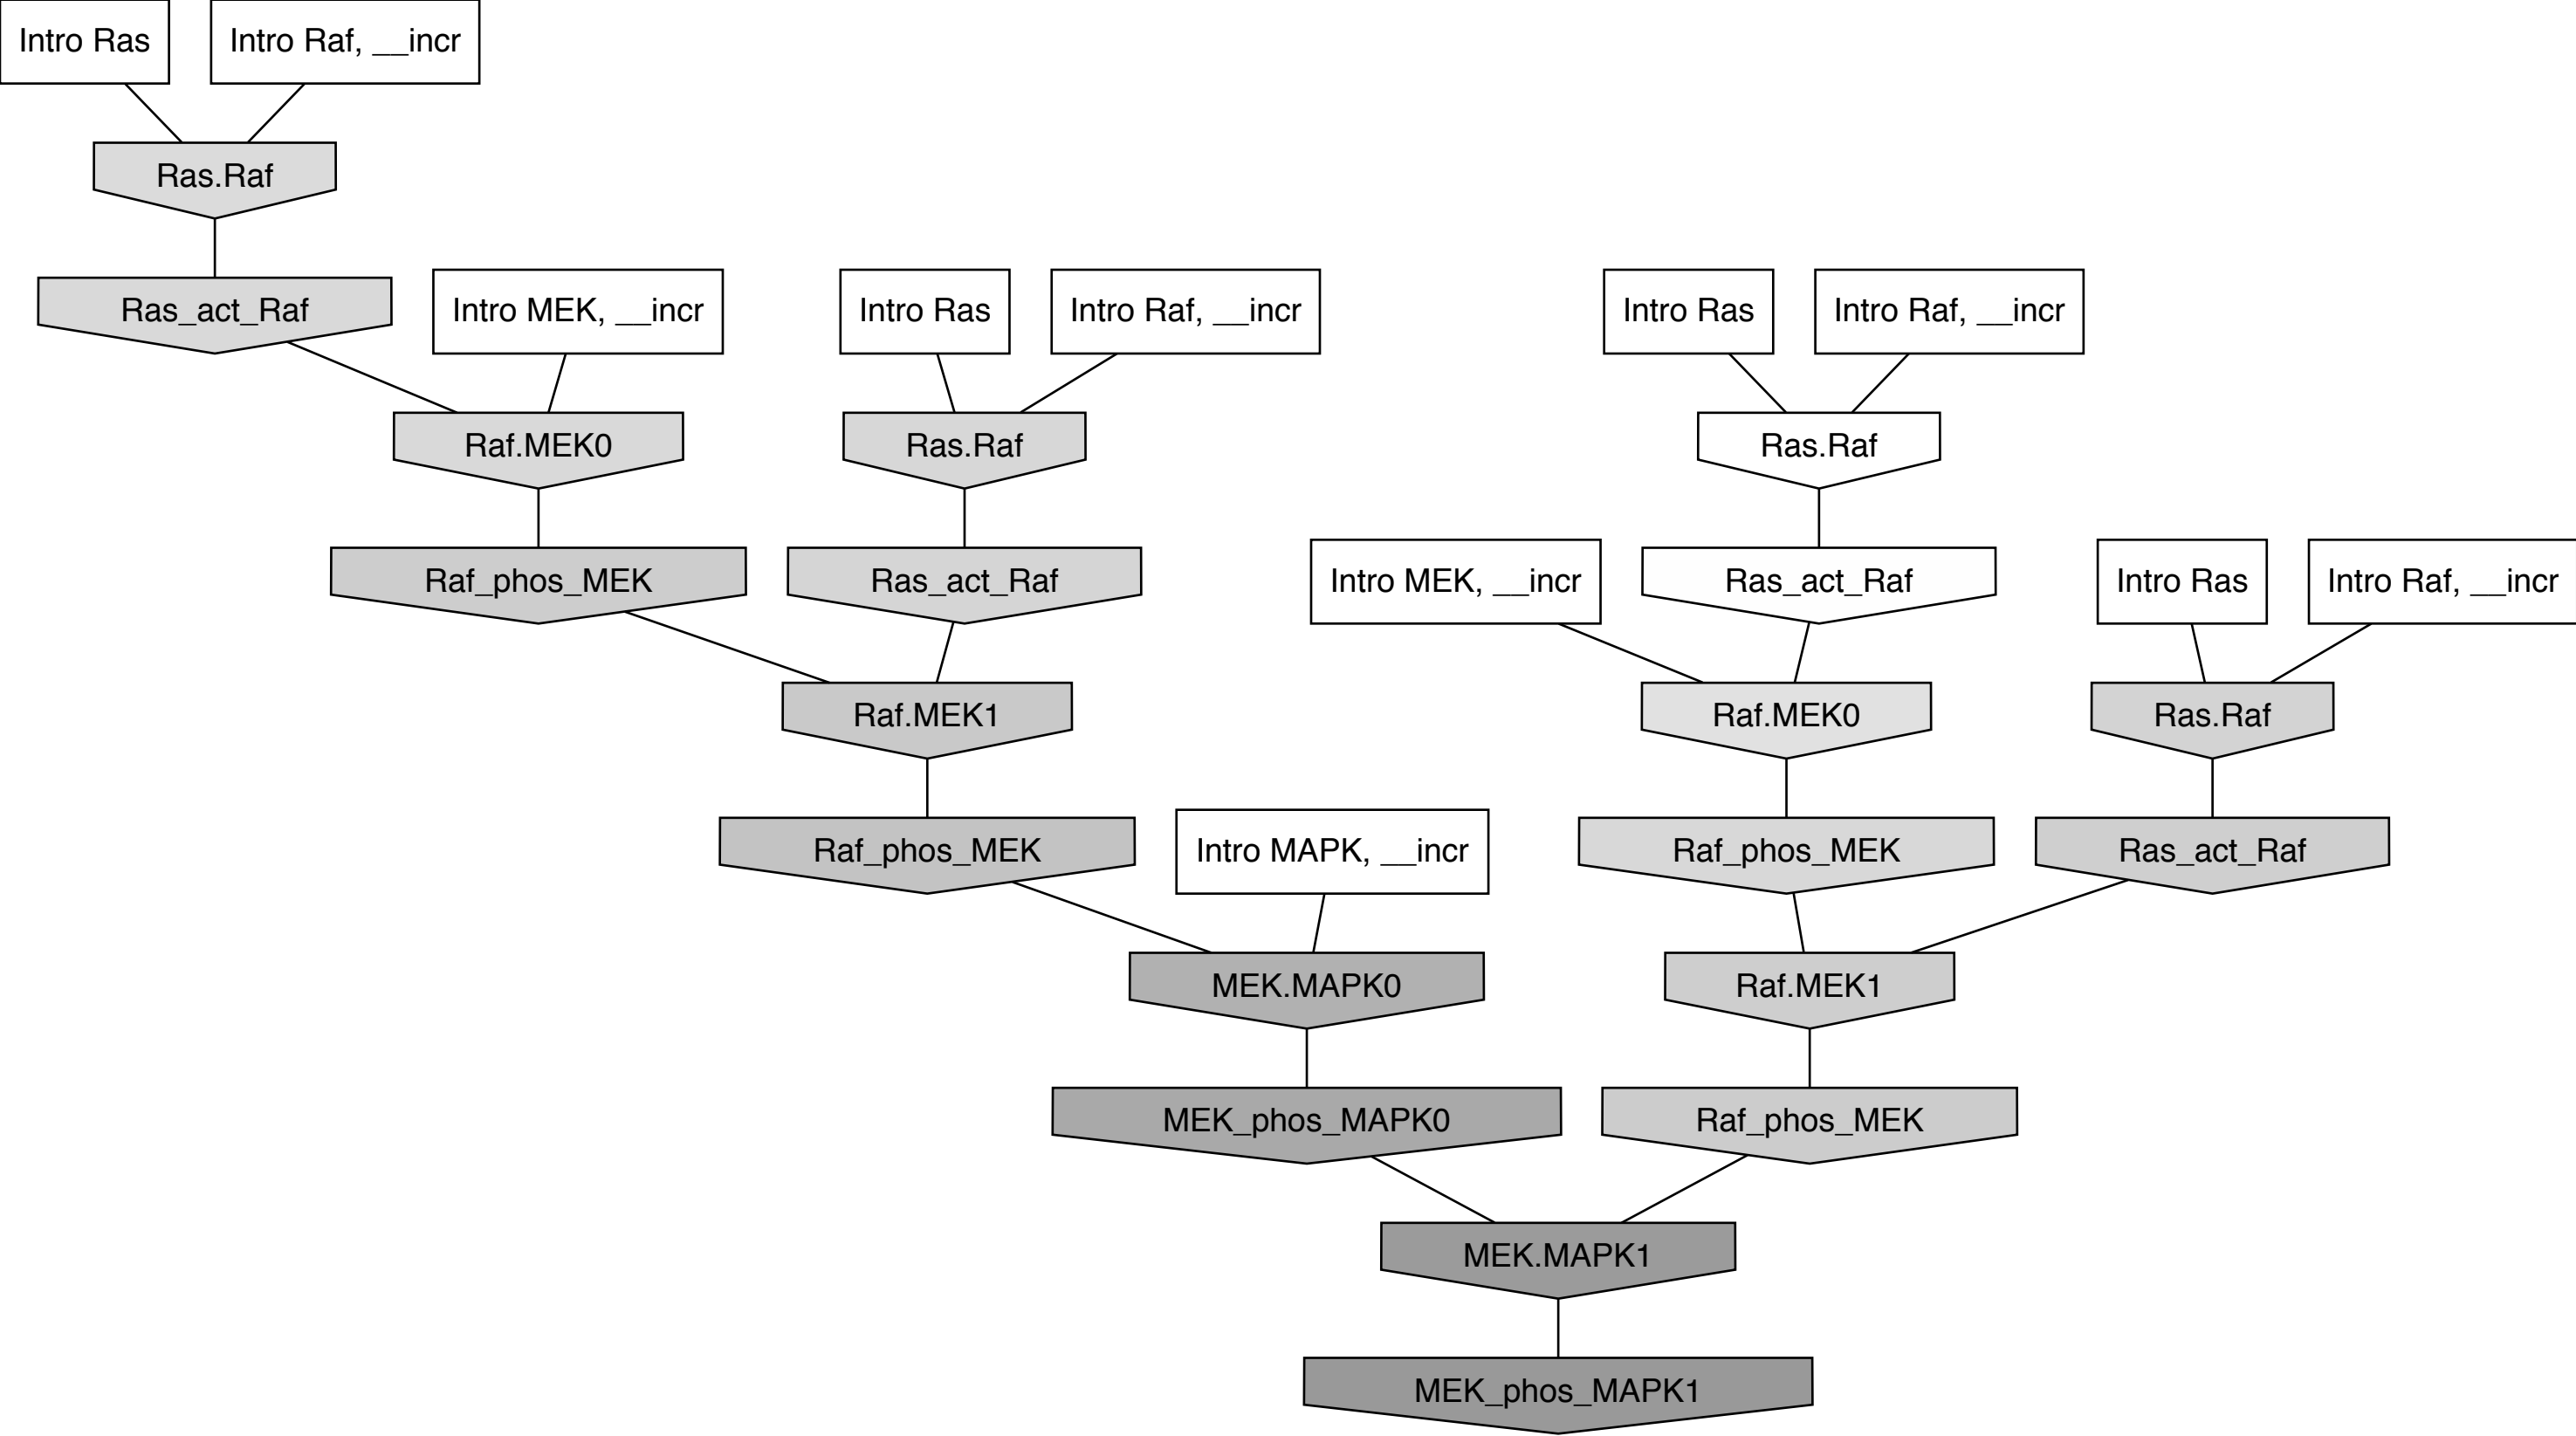 Intro Ras
Intro Raf, __incr
Ras.Raf
Ras_act_Raf
Intro MEK, __incr
Intro Ras
Intro Raf, __incr
Intro Ras
Intro Raf, __incr
Raf.MEK0
Ras.Raf
Ras.Raf
Raf_phos_MEK
Ras_act_Raf
Intro MEK, __incr
Ras_act_Raf
Intro Ras
Intro Raf, __incr
Raf.MEK1
Raf.MEK0
Ras.Raf
Raf_phos_MEK
Intro MAPK, __incr
Raf_phos_MEK
Ras_act_Raf
MEK.MAPK0
Raf.MEK1
MEK_phos_MAPK0
Raf_phos_MEK
MEK.MAPK1
MEK_phos_MAPK1